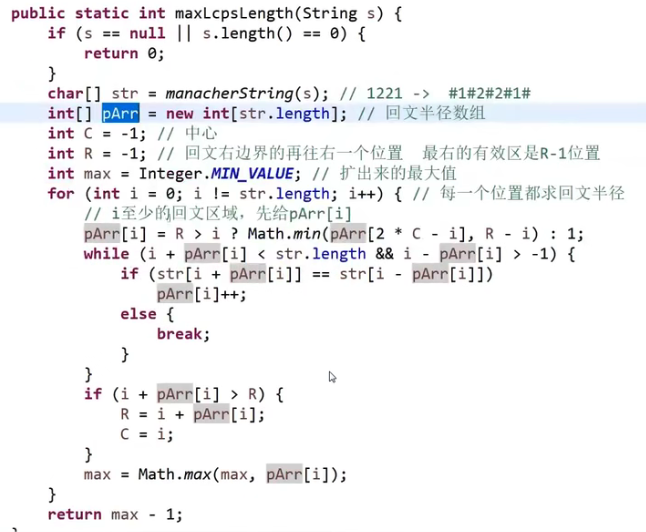 public static int maxLcpsLength(String s) {
if (s == null || s.length() == 0) {
return 0;
}
char[] str = manacherString(s); // 1221 -> #1#2#2#1#
int[] pArr = new int[str.length]; // 回文半径数组
int C = -1; // 中心
int R = -1; // 回文右边界的再往右一个位置 最右的有效区是R-1位置
int max = Integer.MIN_VALUE; // 扩出来的最大值
for (int i = 0; i != str.length; i++) { // 每一个位置都求回文半径
// i至少的回文区域，先给pArr[i]
pArr[i] = R > i ? Math.min(pArr[2 * C - i], R - i) : 1;
while (i + pArr[i] < str.length && i - pArr[i] > -1) {
if (str[i + pArr[i]] == str[i - pArr[i]])
pArr[i]++;
else {
break;
}
}
if (i + pArr[i] > R) {
R = i + pArr[i];
C = i;
}
max = Math.max(max, pArr[i]);
}
return max - 1;